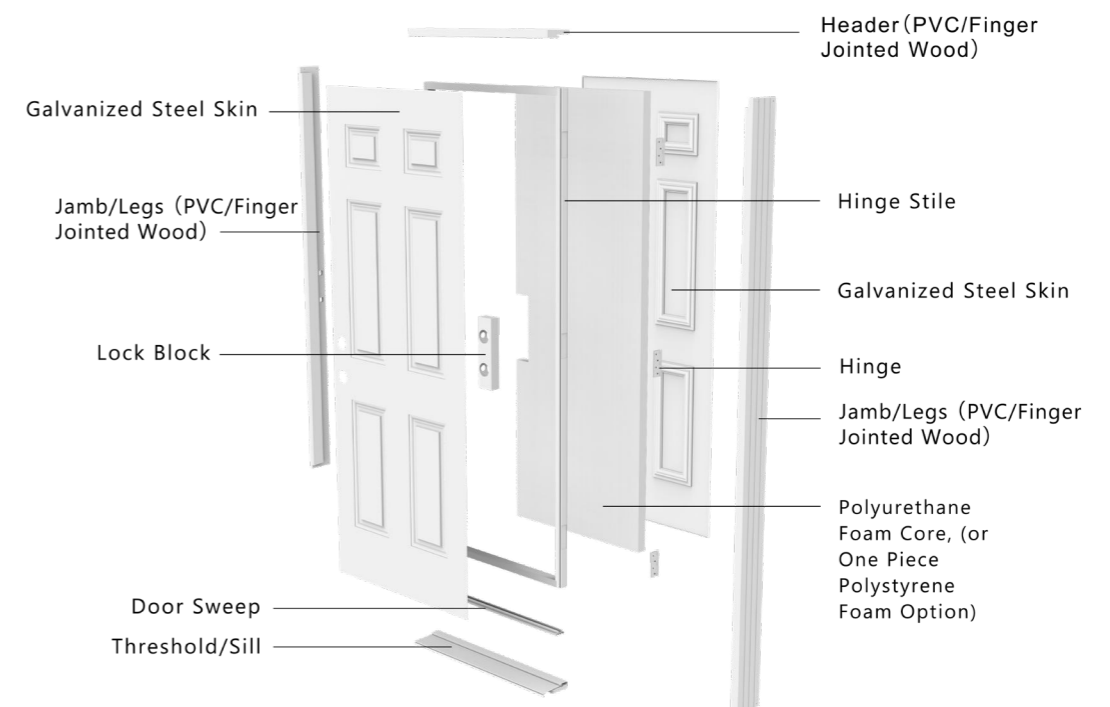 Header(PVC/Finger
Jointed Wood)
Galvanized Steel Skin
Jamb/Legs (PVC/Finger
Jointed Wood)
Hinge Stile
Galvanized Steel Skin
Lock Block
Hinge
Jamb/Legs (PVC/Finger
Jointed Wood)
Polyurethane
Foam Core, (or
One Piece
Polystyrene
Foam Option)
Door Sweep
Threshold/Sill